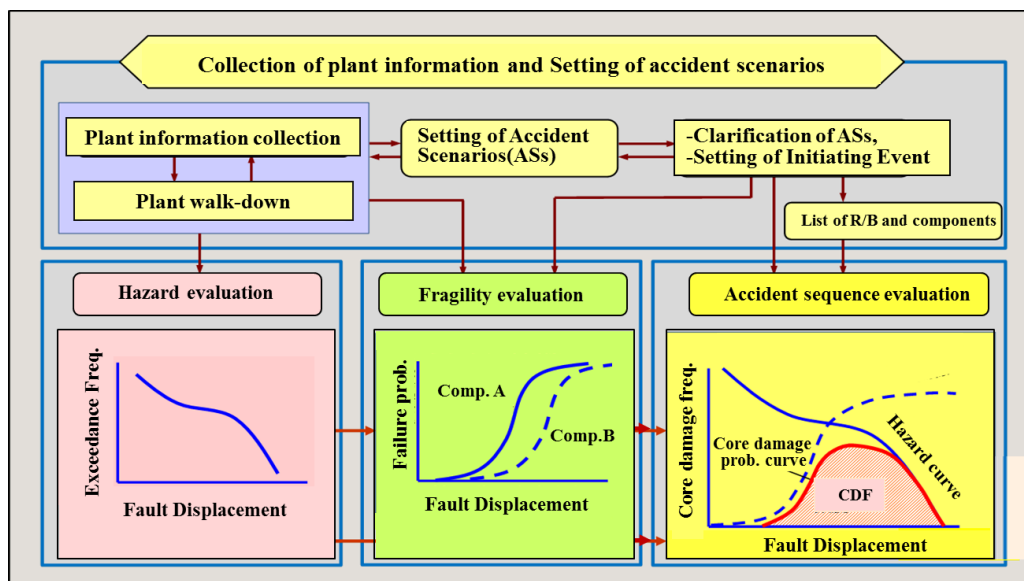 Collection of plant information and Setting of accident scenarios
Plant information collection
Plant walk-down
Setting of Accident
Scenarios(ASs)
-Clarification of ASs,
-Setting of Initiating Event
List of R/B and components
Hazard evaluation
Fragility evaluation
Accident sequence evaluation
Exceedance Freq.
Fault Displacement
Failure prob.
Comp. A
Comp.B
Fault Displacement
Core damage freq.
Core damage
prob. curve
Hazard curve
CDF
Fault Displacement